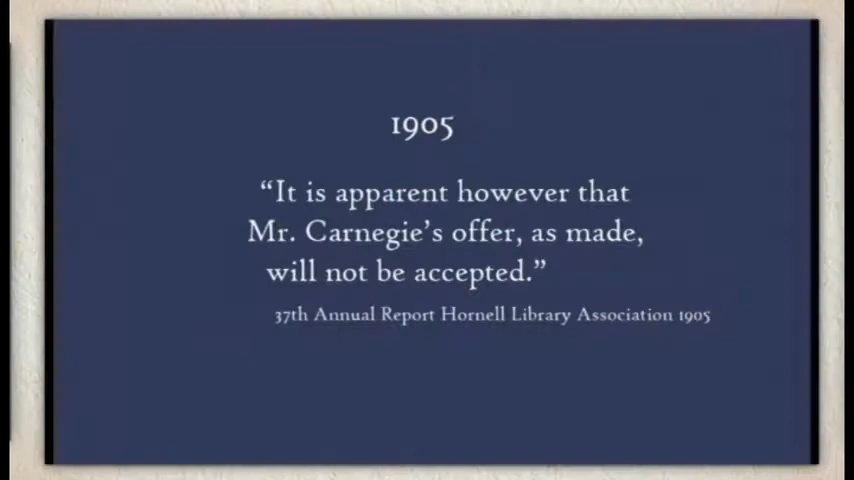 1905
“It is apparent however that
Mr. Carnegie’s offer, as made,
will not be accepted.”
37th Annual Report Hornell Library Association 1905